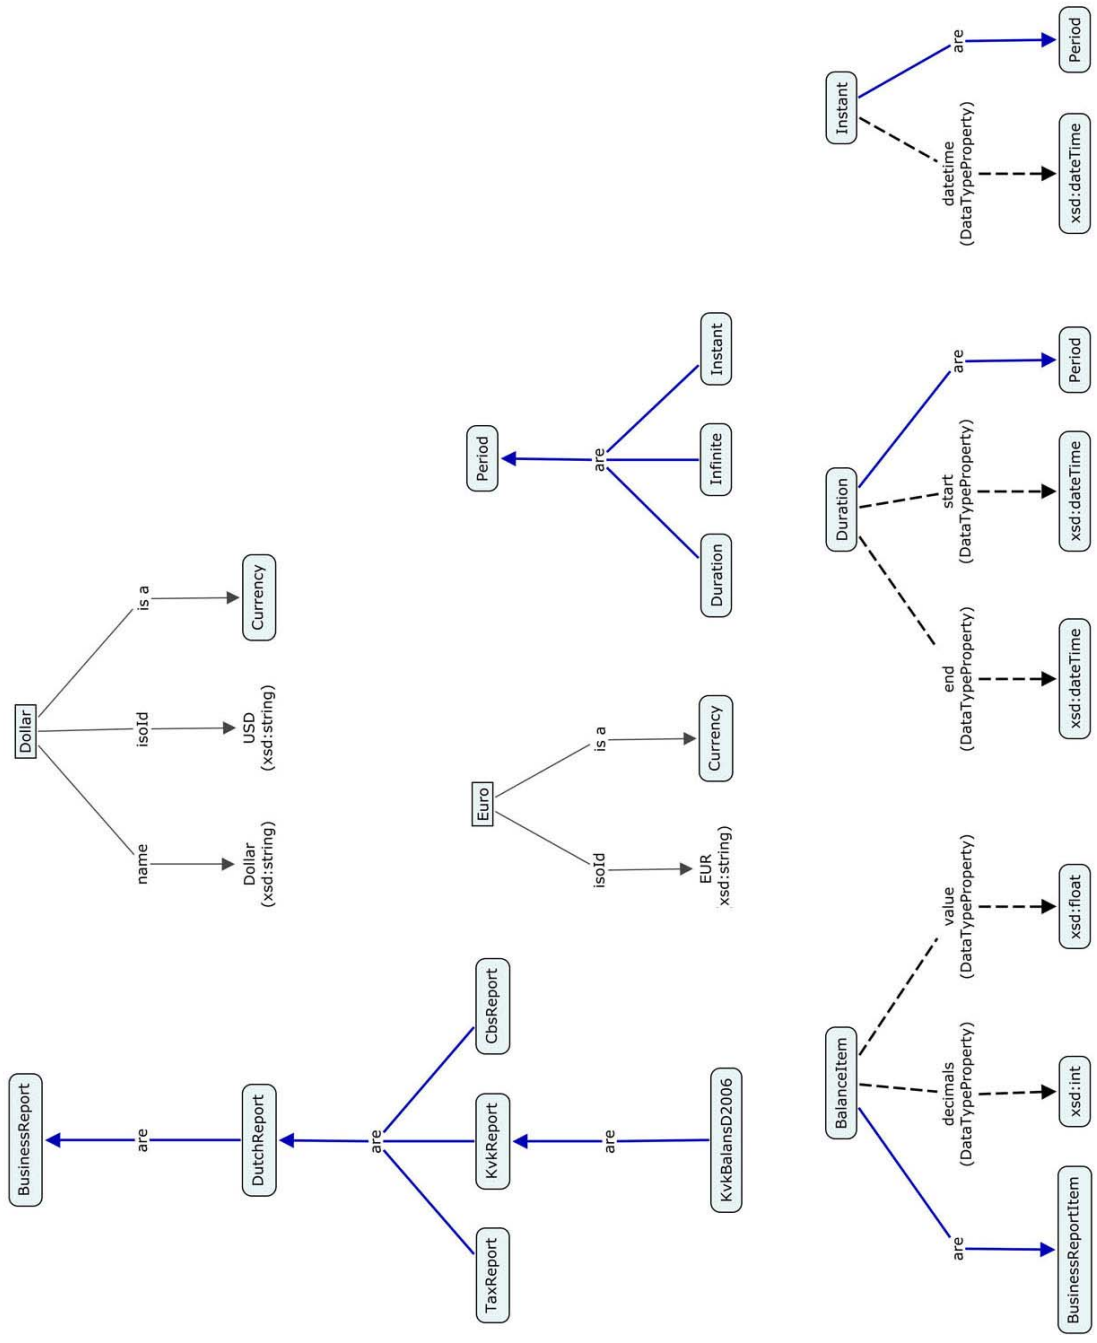 BusinessReport
are
DutchReport
are
TaxReport
KvkReport
CbsReport
are
KvkBalansD2006
Dollar
name
isoId
is a
Dollar
(xsd:string)
USD
(xsd:string)
Currency
Euro
isoId
is a
EUR
(xsd:string)
Currency
Period
are
Duration
Infinite
Instant
BalanceItem
are
decimals
(DataTypeProperty)
value
(DataTypeProperty)
BusinessReportItem
xsd:int
xsd:float
Duration
end
(DataTypeProperty)
start
(DataTypeProperty)
are
xsd:dateTime
xsd:dateTime
Period
Instant
datetime
(DataTypeProperty)
are
xsd:dateTime
Period